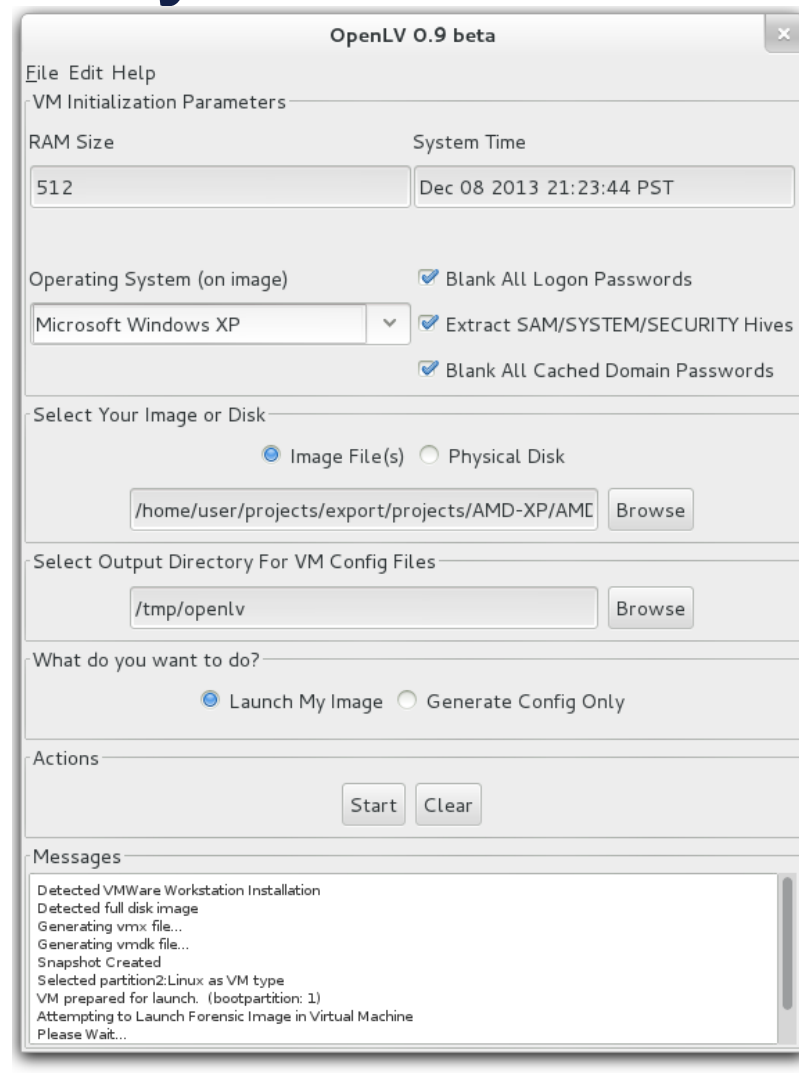 OpenLV 0.9 beta
File Edit Help
VM Initialization Parameters
RAM Size
System Time
512
Dec 08 2013 21:23:44 PST
Operating System (on image)
Blank All Logon Passwords
Microsoft Windows XP
Extract SAM/SYSTEM/SECURITY Hives
Blank All Cached Domain Passwords
Select Your Image or Disk
Image File(s) Physical Disk
/home/user/projects/export/projects/AMD-XP/AMD Browse
Select Output Directory For VM Config Files
/tmp/openlv Browse
What do you want to do?
Launch My Image Generate Config Only
Actions
Start Clear
Messages
Detected VMWare Workstation Installation
Detected full disk image
Generating vmx file...
Generating vmdk file...
Snapshot Created
Selected partition2:Linux as VM type
VM prepared for launch. (bootpartition: 1)
Attempting to Launch Forensic Image in Virtual Machine
Please Wait...